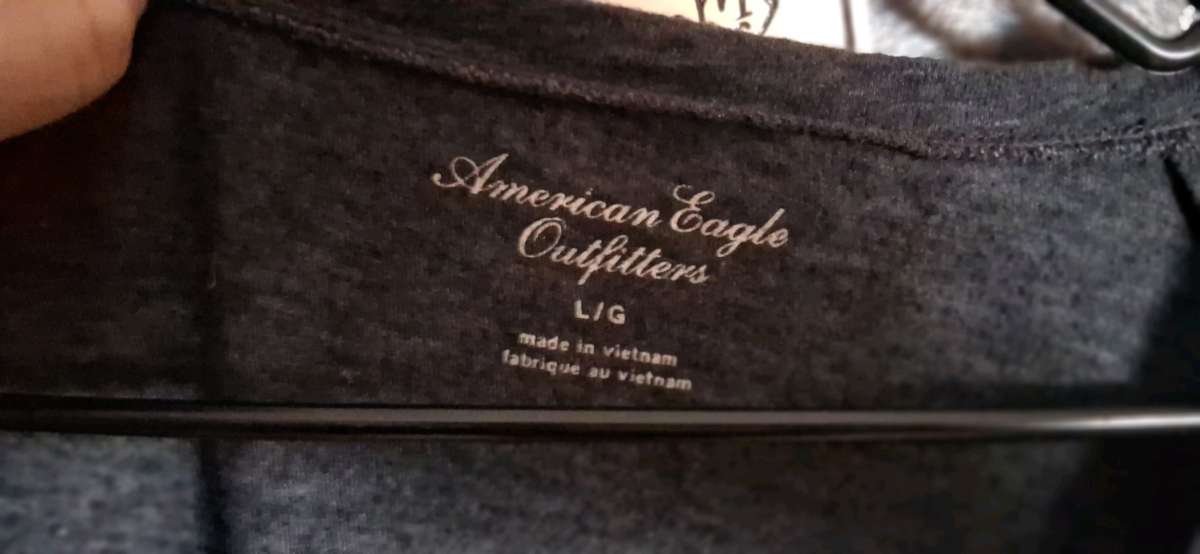 American Eagle
Outfitters
L/G
made in vietnam
fabriqué au vietnam